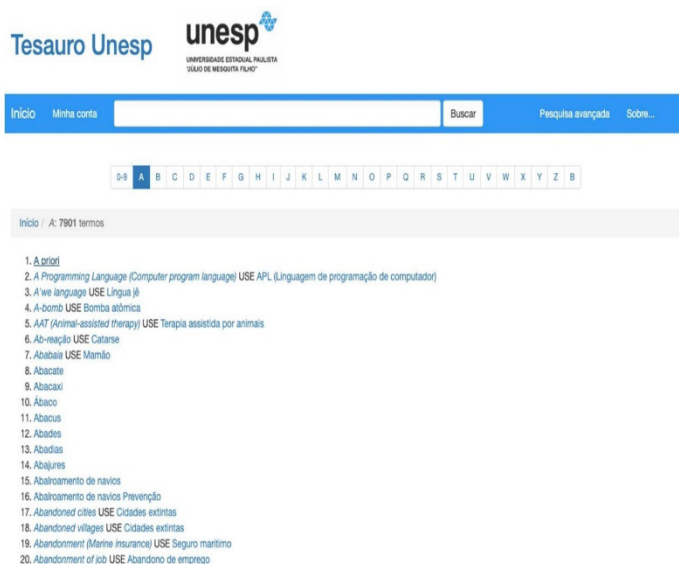 Tesauro Unesp
unesp
UNIVERSIDADE ESTADUAL PAULISTA
"JÚLIO DE MESQUITA FILHO"
Início Minha conta Buscar Pesquisa avançada Sobre...
0-9 A B C D E F G H I J K L M N O P Q R S T U V W X Y Z Β
Início / A: 7901 termos
1. A priori
2. A Programming Language (Computer program language) USE APL (Linguagem de programação de computador)
3. A'we language USE Língua jê
4. A-bomb USE Bomba atômica
5. AAT (Animal-assisted therapy) USE Terapia assistida por animais
6. Ab-reação USE Catarse
7. Ababaia USE Mamão
8. Abacate
9. Abacaxi
10. Ábaco
11. Abacus
12. Abades
13. Abadias
14. Abajures
15. Abalroamento de navios
16. Abalroamento de navios Prevenção
17. Abandoned cities USE Cidades extintas
18. Abandoned villages USE Cidades extintas
19. Abandonment (Marine insurance) USE Seguro marítimo
20. Abandonment of job USE Abandono de emprego